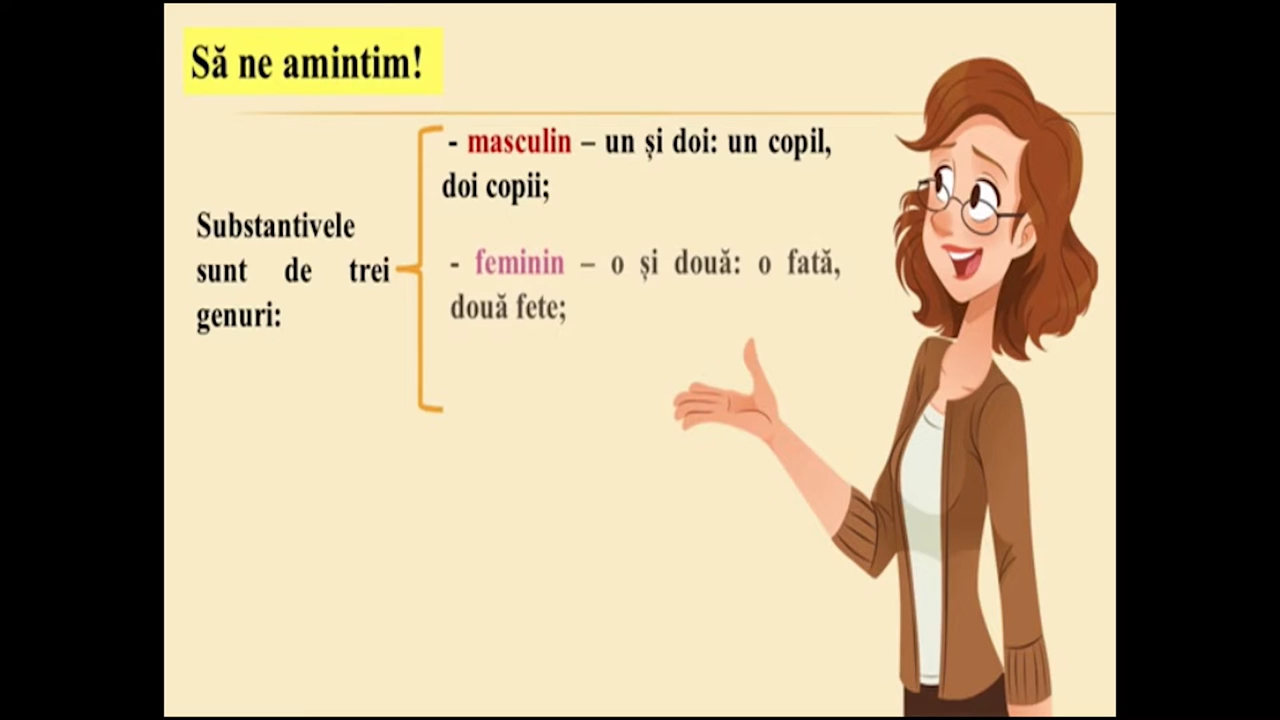 Să ne amintim!
- masculin – un și doi: un copil,
doi copii;
Substantivele
sunt de trei
genuri:
- feminin – o și două: o fată,
două fete;